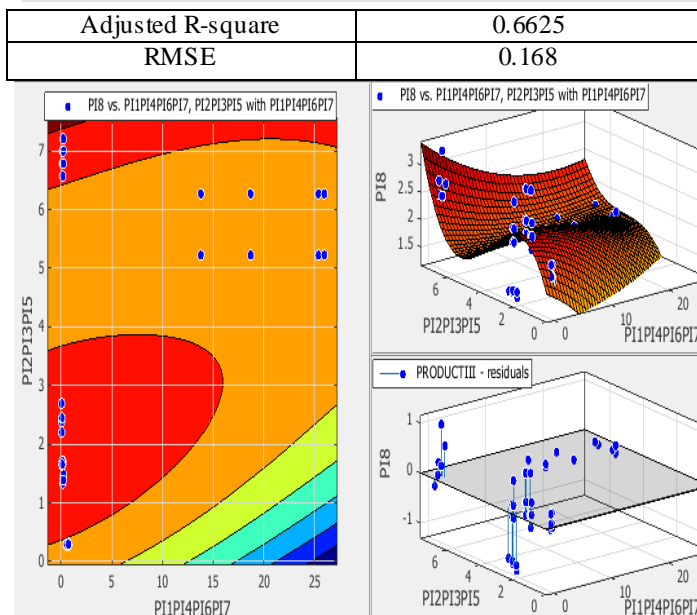 Adjusted R-square 0.6625
RMSE 0.168
PI8 vs. PI1PI4PI6PI7, PI2PI3PI5 with PI1PI4PI6PI7
7
6
5
4
3
2
1
0
PI2PI3PI5
0 5 10 15 20 25
PI1PI4PI6PI7
PI8 vs. PI1PI4PI6PI7, PI2PI3PI5 with PI1PI4PI6PI7
3
2.5
2
1.5
PI8
6 4 2 0
PI2PI3PI5
0 10 20
PI1PI4PI6PI7
PRODUCTIII - residuals
1
0
-1
PI8
6 4 2 0
PI2PI3PI5
0 10 20
PI1PI4PI6PI7